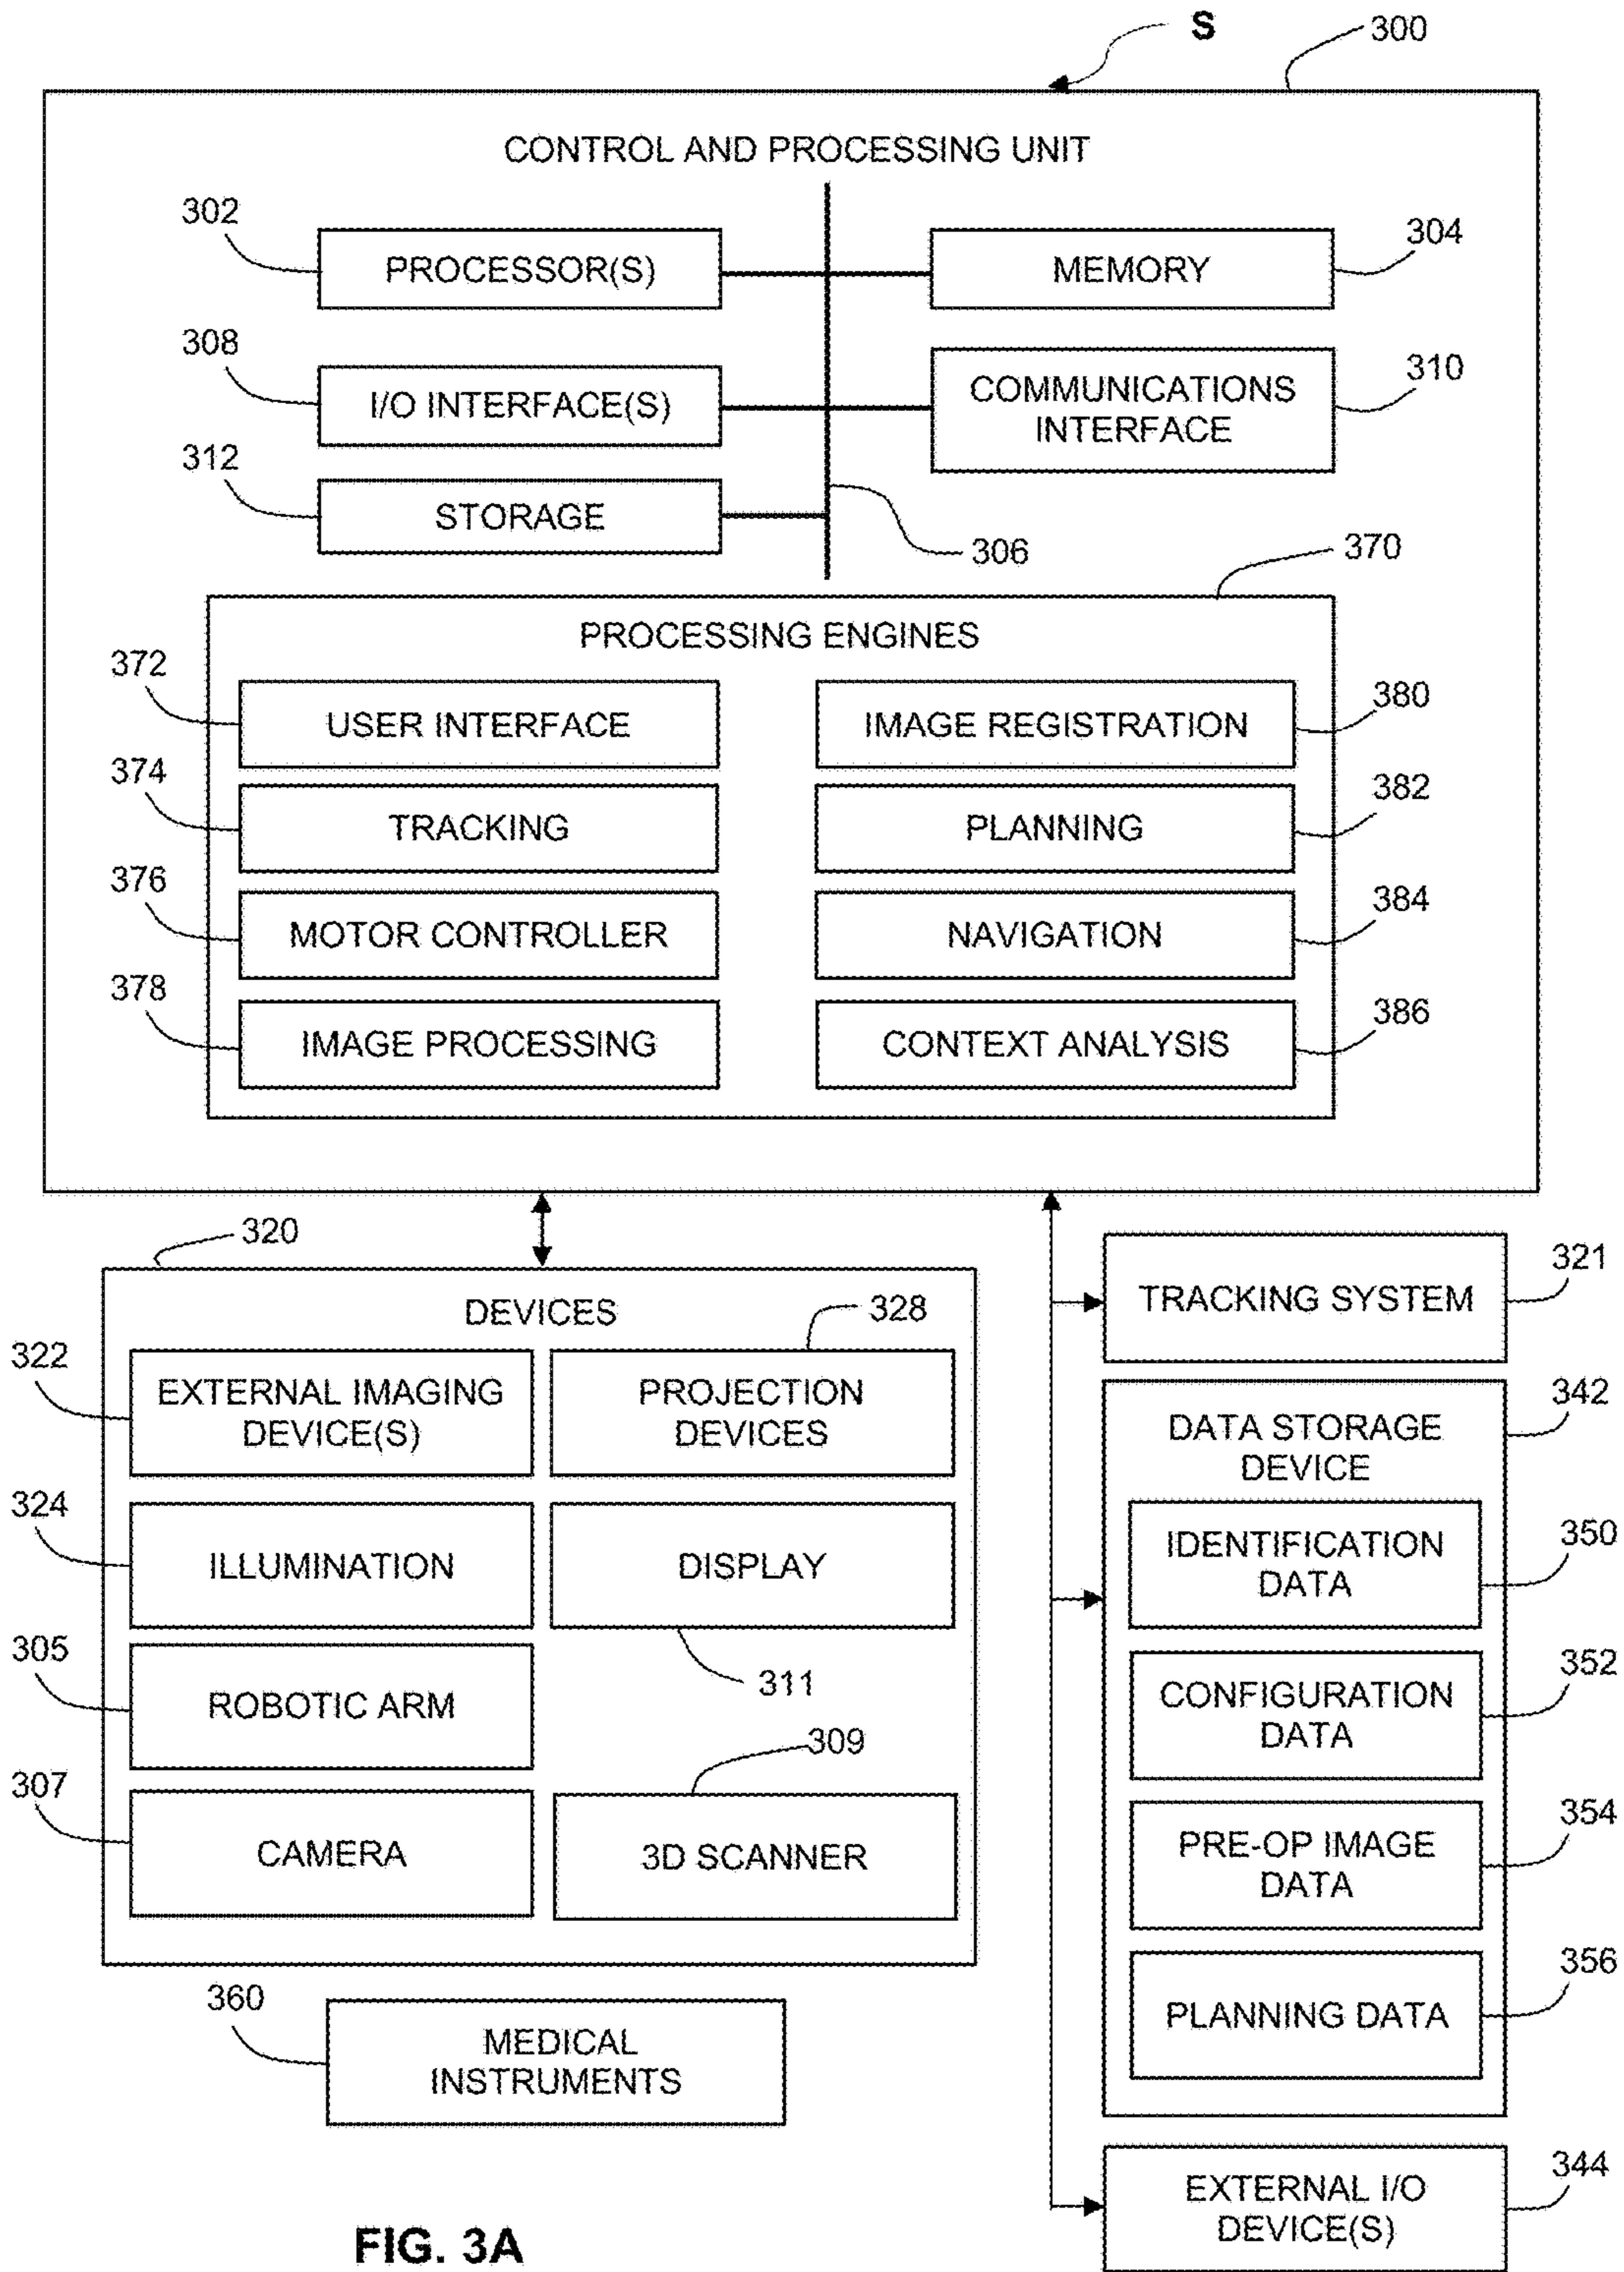 S
300
CONTROL AND PROCESSING UNIT
302
PROCESSOR(S)
MEMORY
304
308
I/O INTERFACE(S)
COMMUNICATIONS
INTERFACE
310
312
STORAGE
306
370
PROCESSING ENGINES
372
USER INTERFACE
IMAGE REGISTRATION
380
374
TRACKING
PLANNING
382
376
MOTOR CONTROLLER
NAVIGATION
384
378
IMAGE PROCESSING
CONTEXT ANALYSIS
386
320
DEVICES
328
322
EXTERNAL IMAGING
DEVICE(S)
PROJECTION
DEVICES
324
ILLUMINATION
DISPLAY
311
305
ROBOTIC ARM
309
307
CAMERA
3D SCANNER
360
MEDICAL
INSTRUMENTS
TRACKING SYSTEM
321
342
DATA STORAGE
DEVICE
IDENTIFICATION
DATA
350
CONFIGURATION
DATA
352
PRE-OP IMAGE
DATA
354
PLANNING DATA
356
EXTERNAL I/O
DEVICE(S)
344
FIG. 3A